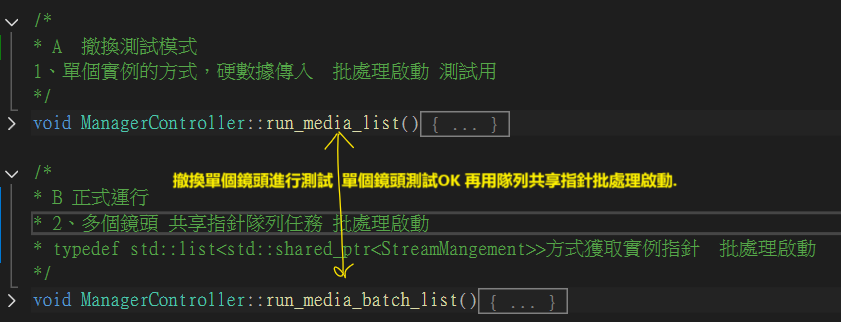 /*
* A 撤換測試模式
1、單個實例的方式，硬數據傳入 批處理啟動 測試用
*/
void ManagerController::run_media_list(){ ... }
撤換單個鏡頭進行測試 單個鏡頭測試OK 再用隊列共享指針批處理啟動.
/*
* B 正式運行
* 2、多個鏡頭 共享指針隊列任務 批處理啟動
* typedef std::list<std::shared_ptr<StreamMangement>>方式獲取實例指針 批處理啟動
*/
void ManagerController::run_media_batch_list(){ ... }